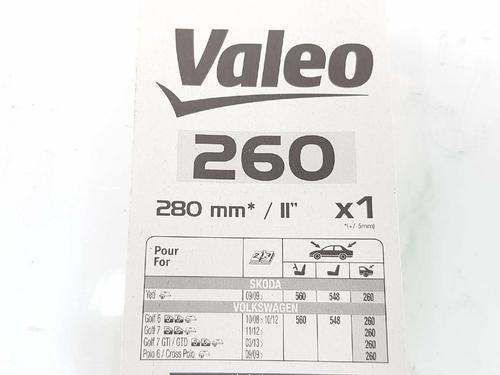 Valeo
260
280 mm* / 11" x1
*(+/- 5mm)
Pour
For
SKODA
Yeti 09/09 > 560 548 260
VOLKSWAGEN
Golf 6 10/08 > 10/12 560 548 260
Golf 7 11/12 > 260
Golf 7 GTI / GTD 03/13 > 260
Polo 6 / Cross Polo 09/09 > 260